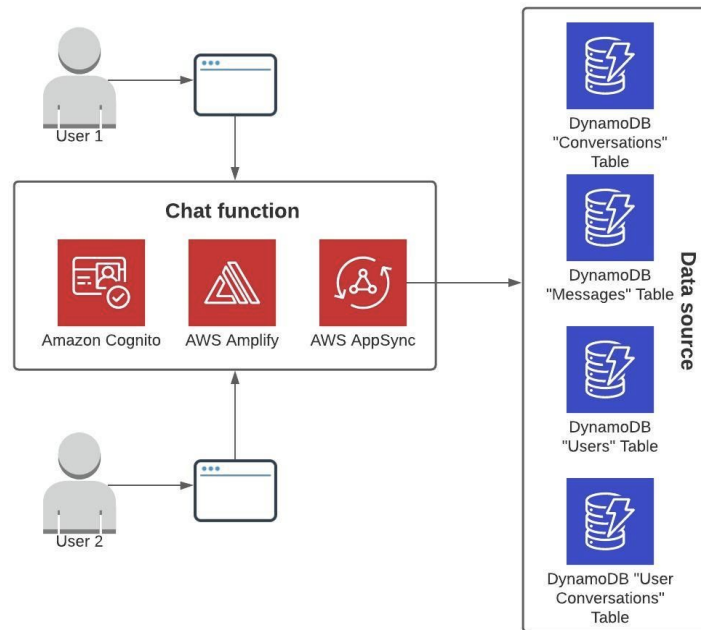 User 1
Chat function
Amazon Cognito
AWS Amplify
AWS AppSync
User 2
DynamoDB
"Conversations"
Table
DynamoDB
"Messages" Table
DynamoDB
"Users" Table
DynamoDB "User
Conversations"
Table
Data source